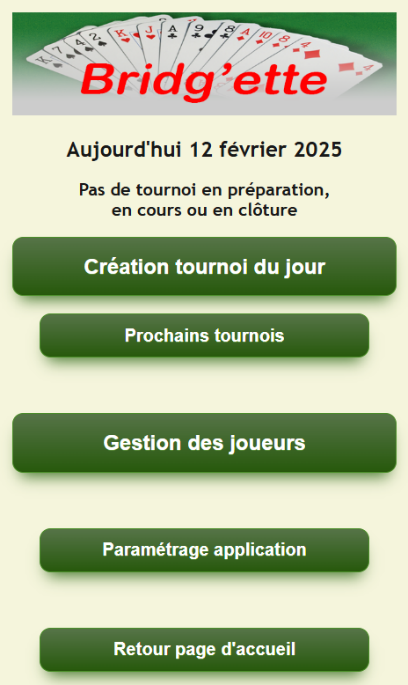 Bridg’ette
Aujourd'hui 12 février 2025
Pas de tournoi en préparation,
en cours ou en clôture
Création tournoi du jour
Prochains tournois
Gestion des joueurs
Paramétrage application
Retour page d'accueil